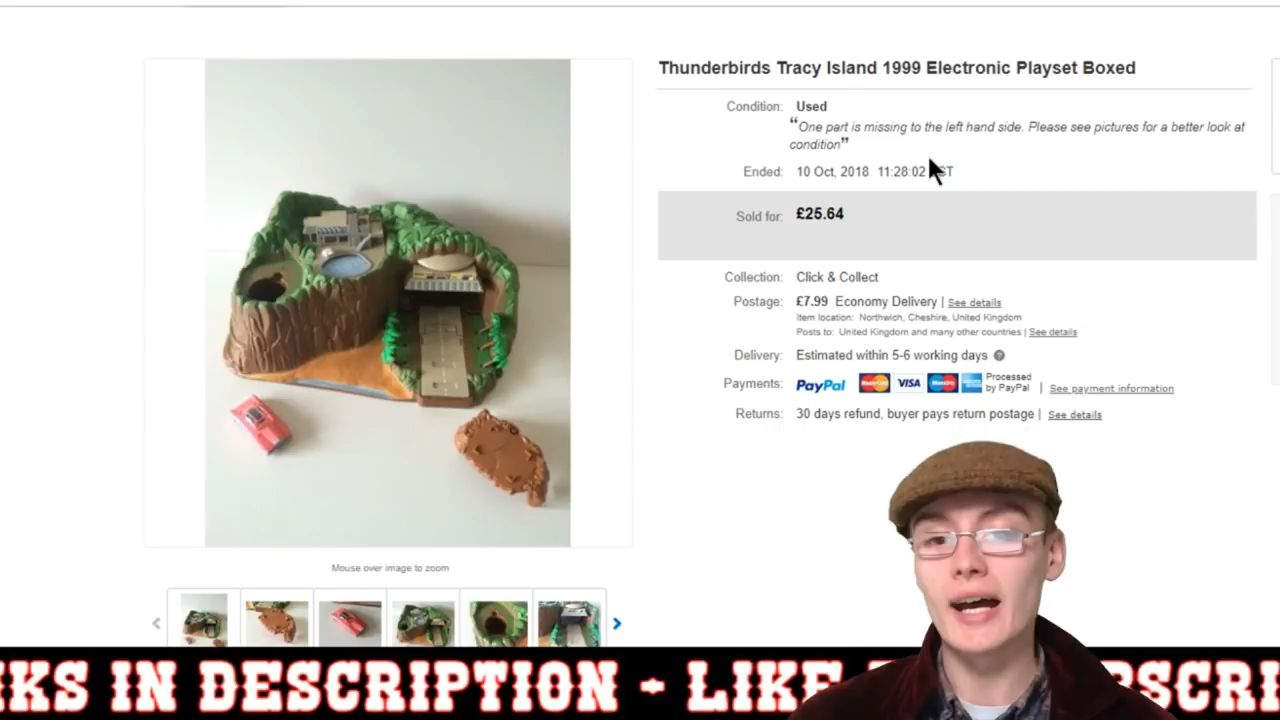 Thunderbirds Tracy Island 1999 Electronic Playset Boxed
Condition: Used
“One part is missing to the left hand side. Please see pictures for a better look at
condition”
Ended: 10 Oct, 2018 11:28:02
Sold for: £25.64
Collection: Click & Collect
Postage: £7.99 Economy Delivery | See details
Item location: Northwich, Cheshire, United Kingdom
Posts to: United Kingdom and many other countries | See details
Delivery: Estimated within 5-6 working days
Payments: PayPal MasterCard VISA Maestro Processed
by PayPal | See payment information
Returns: 30 days refund, buyer pays return postage | See details
Mouse over image to zoom
IN DESCRIPTION - LIKE